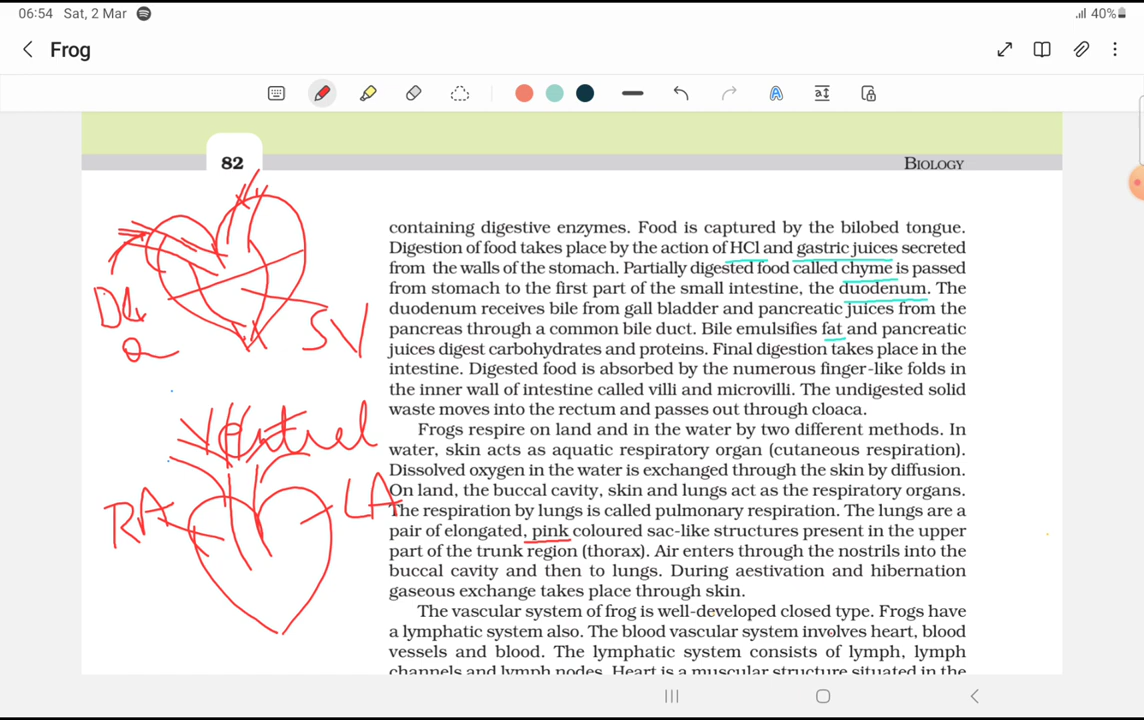 06:54 Sat, 2 Mar
40%
Frog
82
BIOLOGY
containing digestive enzymes. Food is captured by the bilobed tongue.
Digestion of food takes place by the action of HCl and gastric juices secreted
from the walls of the stomach. Partially digested food called chyme is passed
from stomach to the first part of the small intestine, the duodenum. The
duodenum receives bile from gall bladder and pancreatic juices from the
pancreas through a common bile duct. Bile emulsifies fat and pancreatic
juices digest carbohydrates and proteins. Final digestion takes place in the
intestine. Digested food is absorbed by the numerous finger-like folds in
the inner wall of intestine called villi and microvilli. The undigested solid
waste moves into the rectum and passes out through cloaca.
Frogs respire on land and in the water by two different methods. In
water, skin acts as aquatic respiratory organ (cutaneous respiration).
Dissolved oxygen in the water is exchanged through the skin by diffusion.
On land, the buccal cavity, skin and lungs act as the respiratory organs.
The respiration by lungs is called pulmonary respiration. The lungs are a
pair of elongated, pink coloured sac-like structures present in the upper
part of the trunk region (thorax). Air enters through the nostrils into the
buccal cavity and then to lungs. During aestivation and hibernation
gaseous exchange takes place through skin.
The vascular system of frog is well-developed closed type. Frogs have
a lymphatic system also. The blood vascular system involves heart, blood
vessels and blood. The lymphatic system consists of lymph, lymph
channels and lymph nodes. Heart is a muscular structure situated in the
SV
Ventral
RA
LA